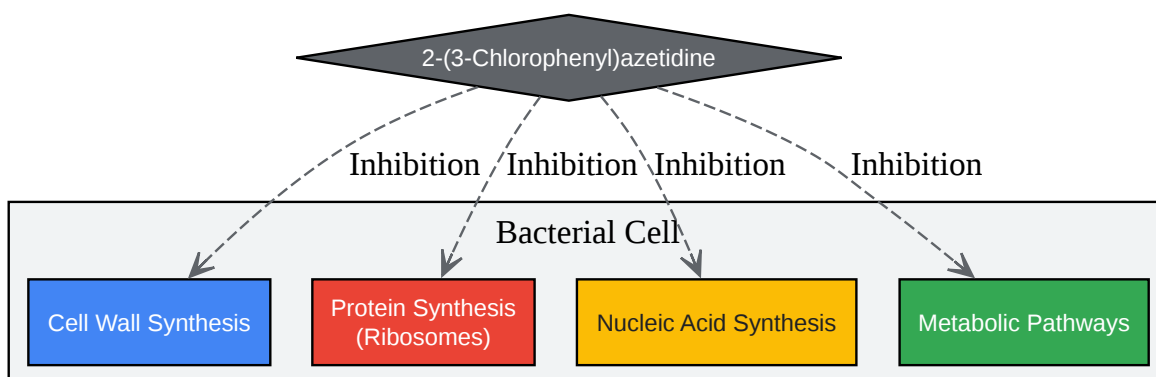 2-(3-Chlorophenyl)azetidine
Inhibition
Inhibition
Inhibition
Inhibition
Bacterial Cell
Cell Wall Synthesis
Protein Synthesis
(Ribosomes)
Nucleic Acid Synthesis
Metabolic Pathways